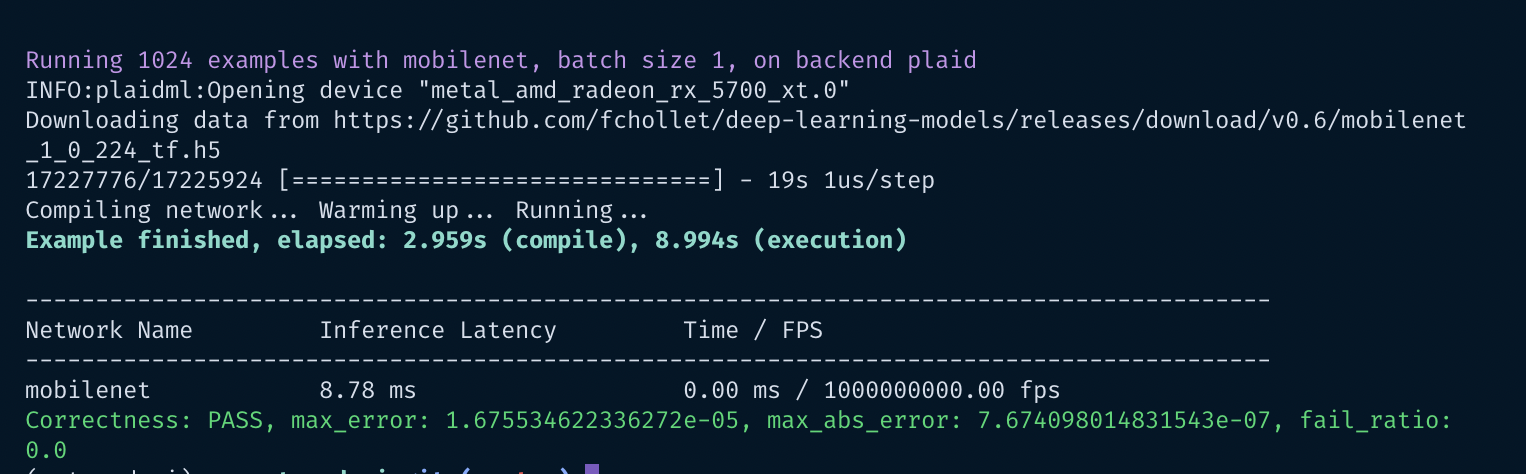 Running 1024 examples with mobilenet, batch size 1, on backend plaid
INFO:plaidml:Opening device "metal_amd_radeon_rx_5700_xt.0"
Downloading data from https://github.com/fchollet/deep-learning-models/releases/download/v0.6/mobilenet
_1_0_224_tf.h5
17227776/17225924 [==============================] - 19s 1us/step
Compiling network... Warming up... Running...
Example finished, elapsed: 2.959s (compile), 8.994s (execution)
-----------------------------------------------------------------------------------------
Network Name         Inference Latency         Time / FPS
-----------------------------------------------------------------------------------------
mobilenet            8.78 ms                   0.00 ms / 1000000000.00 fps
Correctness: PASS, max_error: 1.675534622336272e-05, max_abs_error: 7.674098014831543e-07, fail_ratio:
0.0